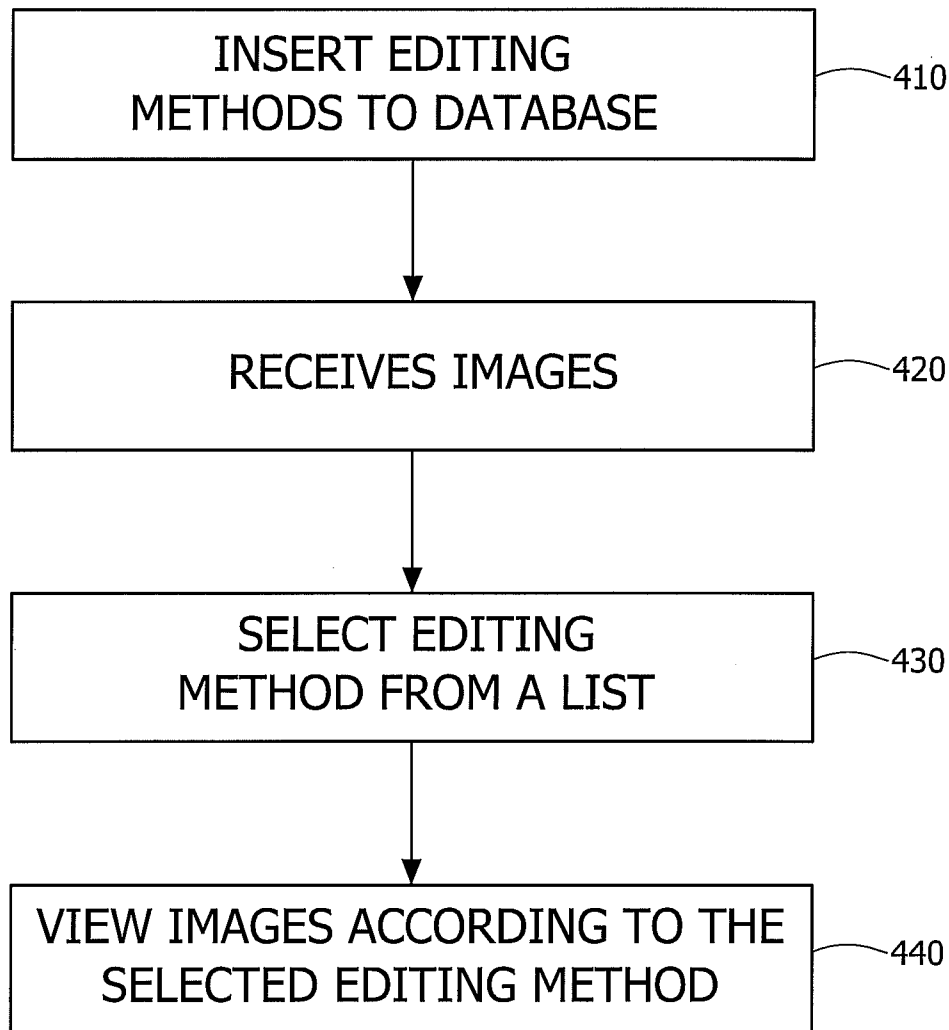 INSERT EDITING
METHODS TO DATABASE
410
RECEIVES IMAGES
420
SELECT EDITING
METHOD FROM A LIST
430
VIEW IMAGES ACCORDING TO THE
SELECTED EDITING METHOD
440